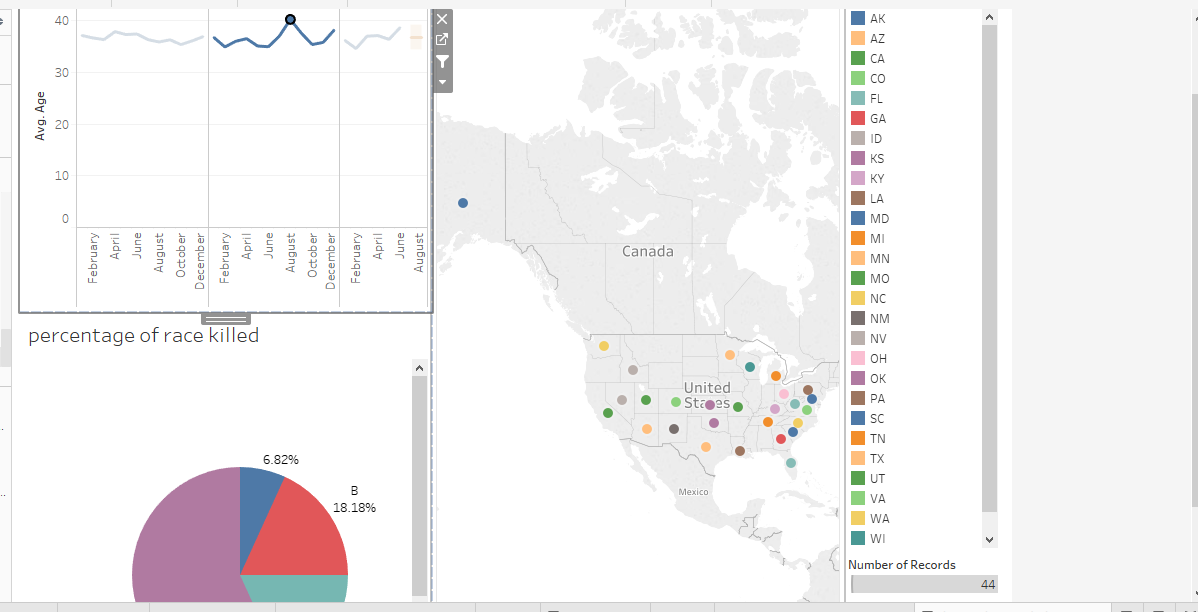 40
30
20
10
0
Avg. Age
February
April
June
August
October
December
February
April
June
August
October
December
February
April
June
August
percentage of race killed
6.82%
B
18.18%
Canada
United
States
Mexico
AK
AZ
CA
CO
FL
GA
ID
KS
KY
LA
MD
MI
MN
MO
NC
NM
NV
OH
OK
PA
SC
TN
TX
UT
VA
WA
WI
Number of Records
44